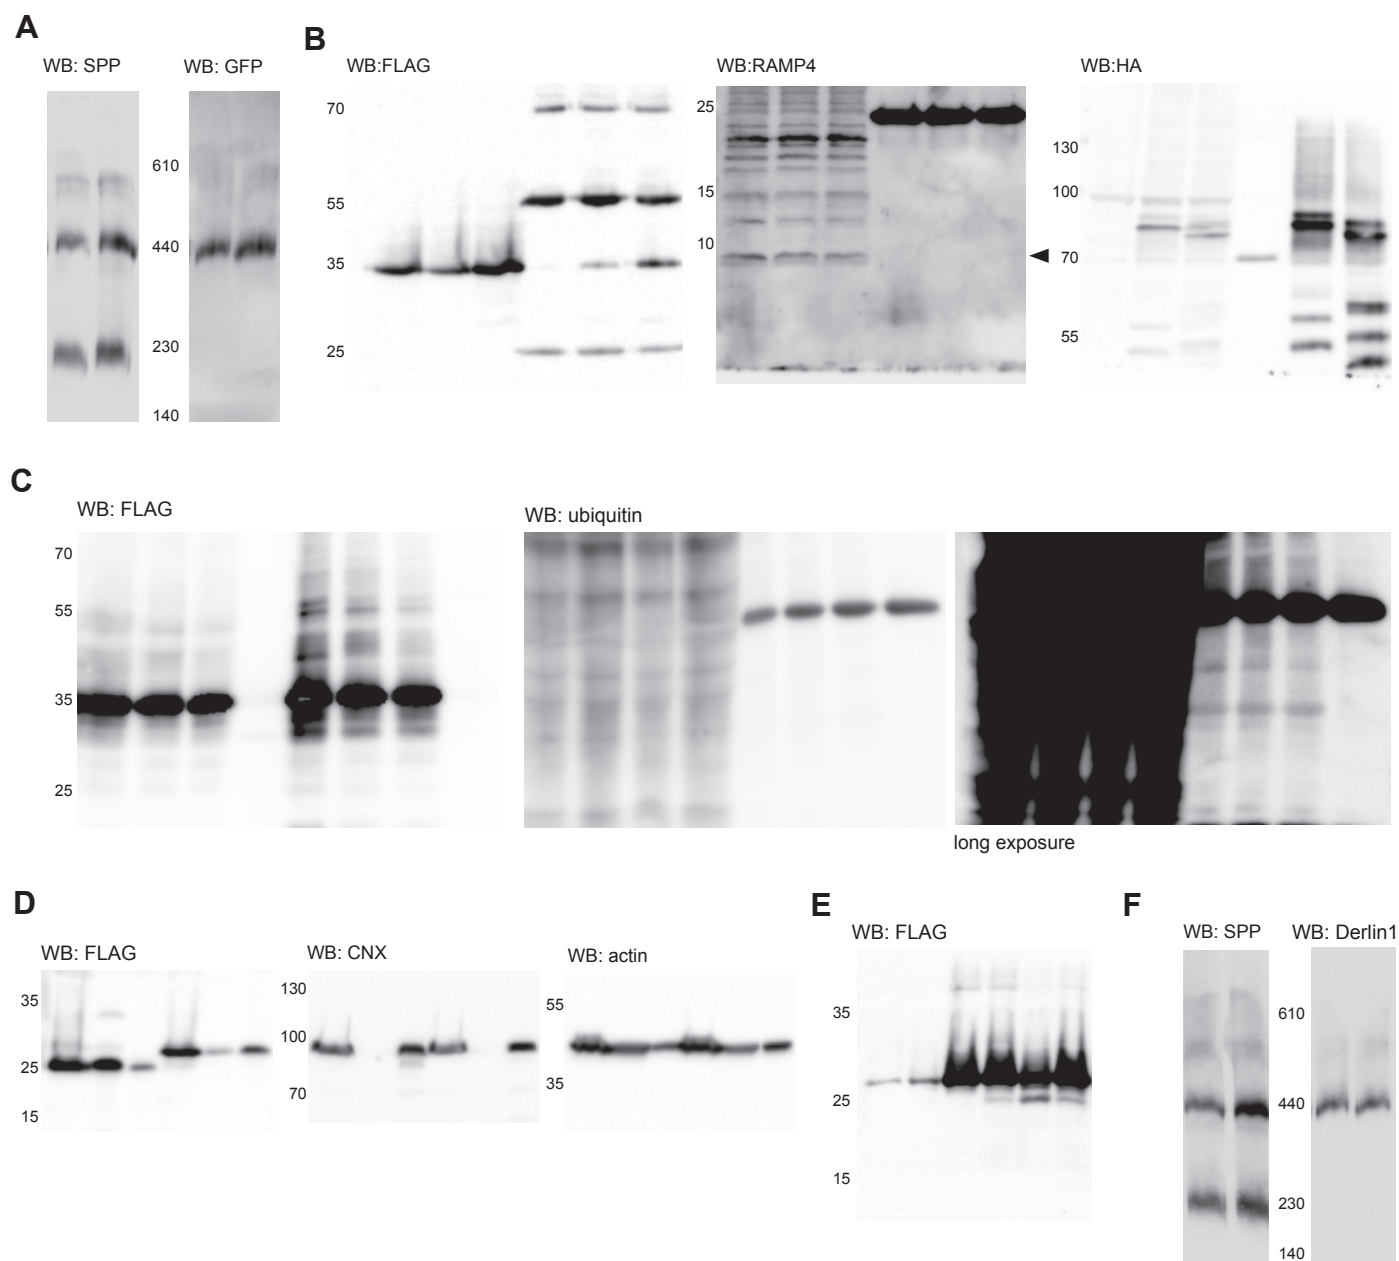 A
WB: SPP
WB: GFP
610
440
230
140
B
WB:FLAG
70
55
35
25
WB:RAMP4
25
15
10
WB:HA
130
100
70
55
C
WB: FLAG
70
55
35
25
WB: ubiquitin
long exposure
D
WB: FLAG
35
25
15
WB: CNX
130
100
70
WB: actin
55
35
E
WB: FLAG
35
25
15
F
WB: SPP
WB: Derlin1
610
440
230
140